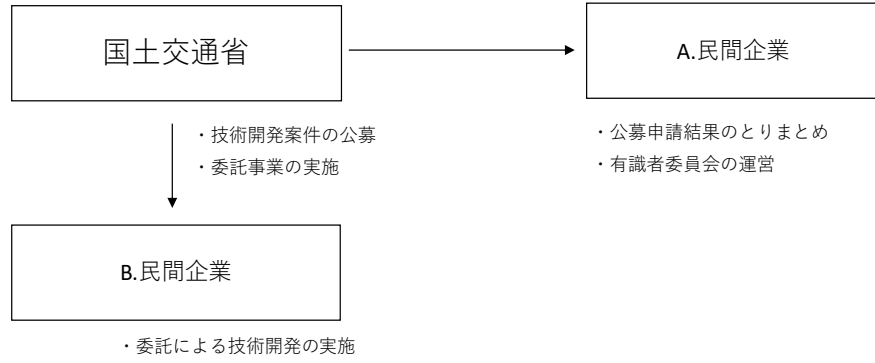 国土交通省
A.民間企業
・技術開発案件の公募
・委託事業の実施
・公募申請結果のとりまとめ
・有識者委員会の運営
B.民間企業
・委託による技術開発の実施